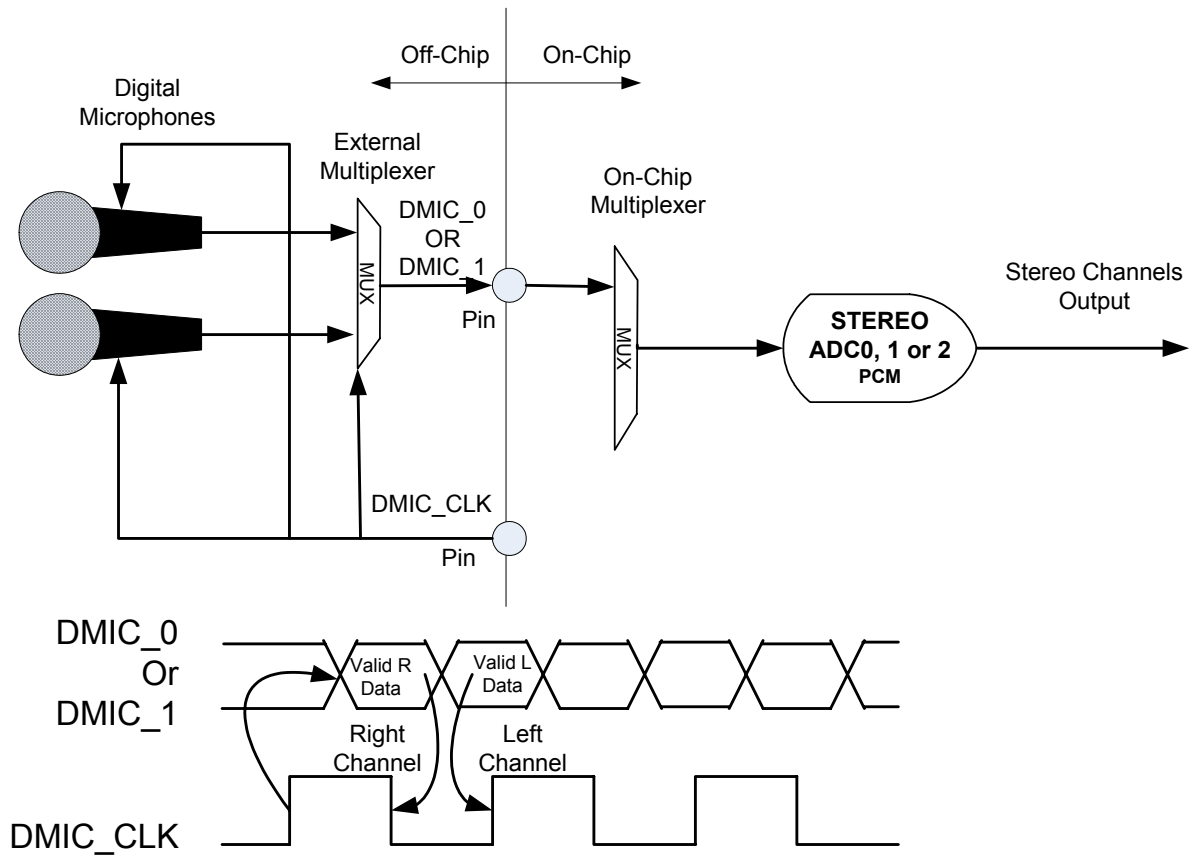 Off-Chip
On-Chip
Digital
Microphones
External
Multiplexer
DMIC_0
OR
DMIC_1
MUX
Pin
On-Chip
Multiplexer
MUX
STEREO
ADC0, 1 or 2
PCM
Stereo Channels
Output
DMIC_CLK
Pin
DMIC_0
Or
DMIC_1
Valid R
Data
Valid L
Data
Right
Channel
Left
Channel
DMIC_CLK